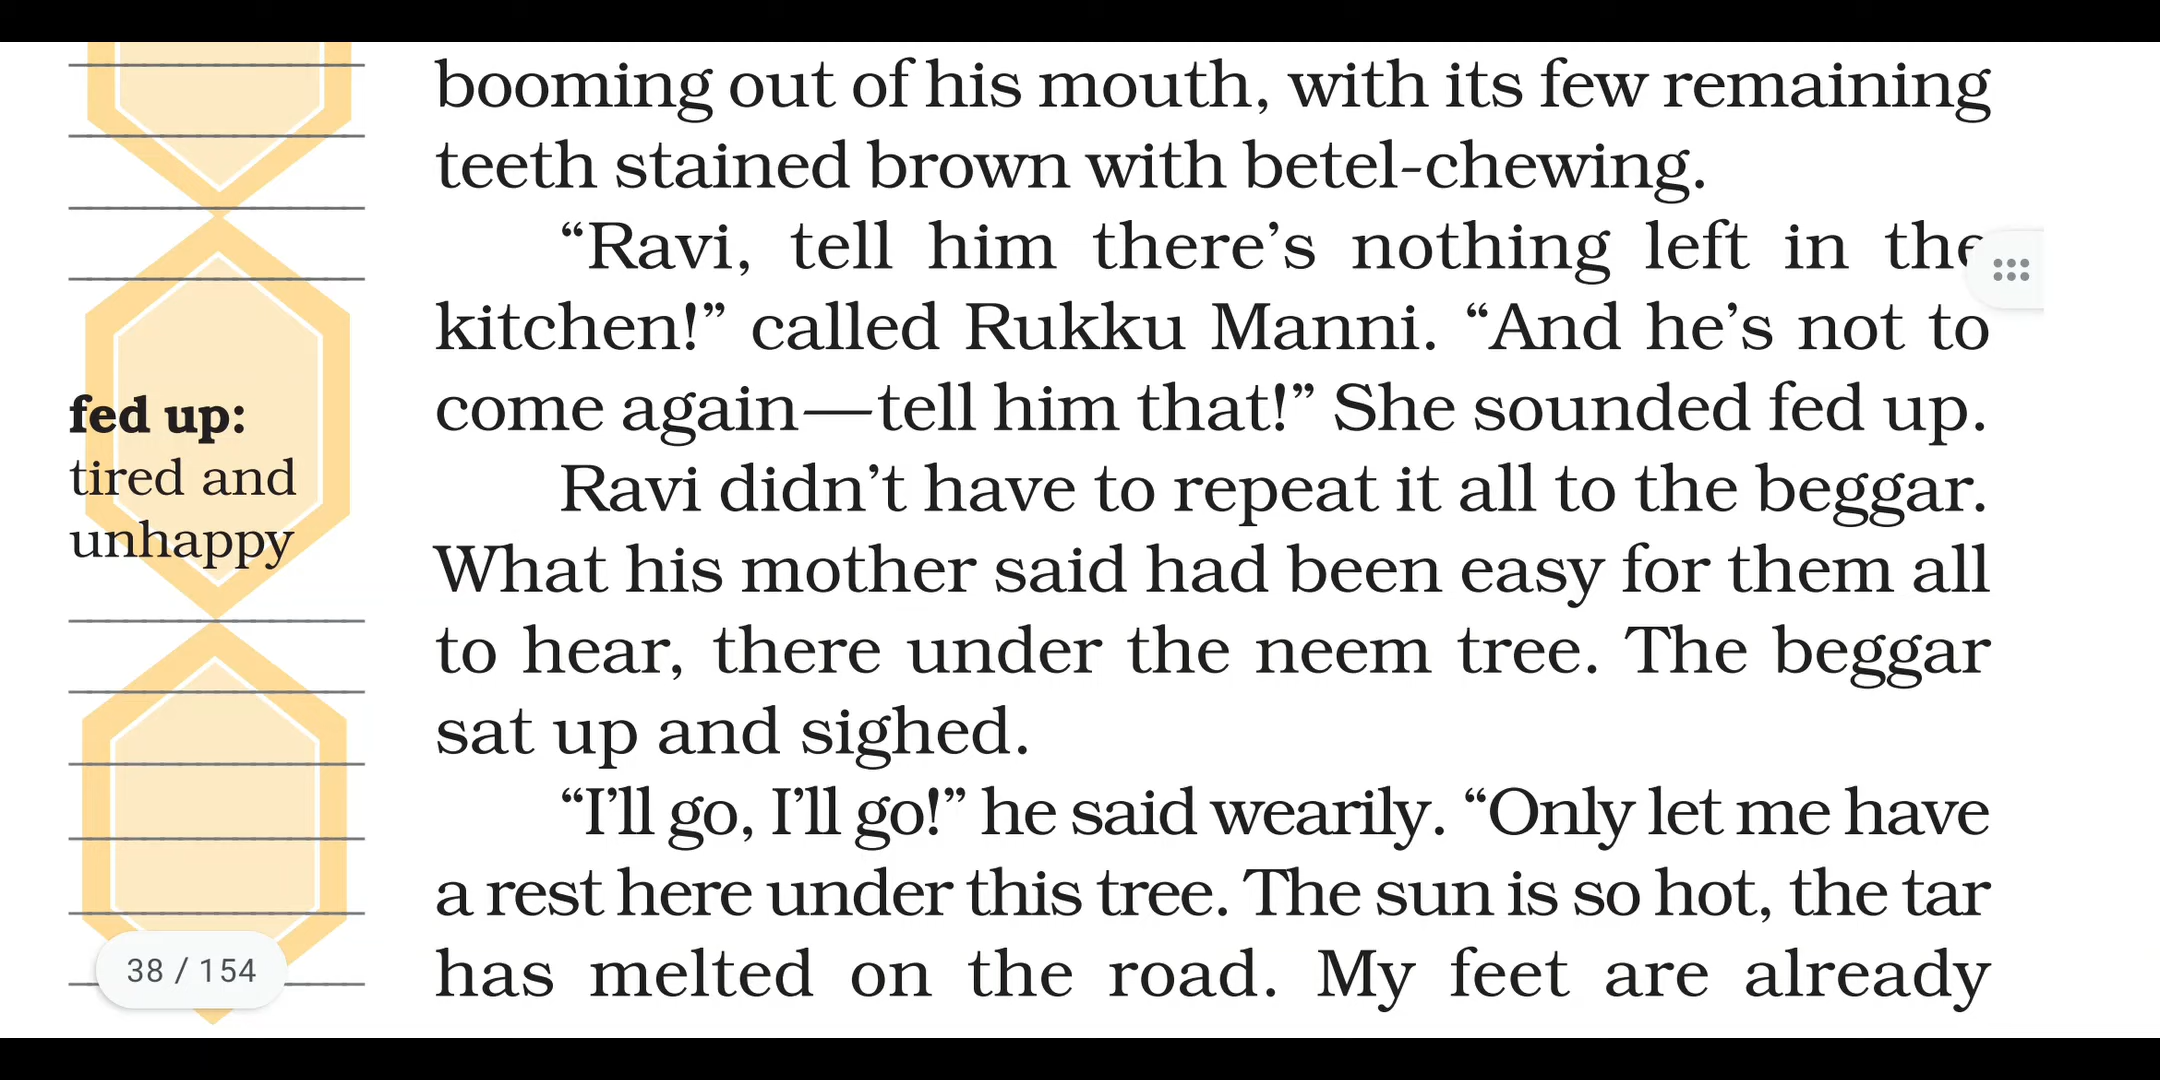 booming out of his mouth, with its few remaining
teeth stained brown with betel-chewing.
“Ravi, tell him there’s nothing left in the
kitchen!” called Rukku Manni. “And he’s not to
come again—tell him that!” She sounded fed up.
Ravi didn’t have to repeat it all to the beggar.
What his mother said had been easy for them all
to hear, there under the neem tree. The beggar
sat up and sighed.
“I’ll go, I’ll go!” he said wearily. “Only let me have
a rest here under this tree. The sun is so hot, the tar
has melted on the road. My feet are already
fed up:
tired and
unhappy
38 / 154